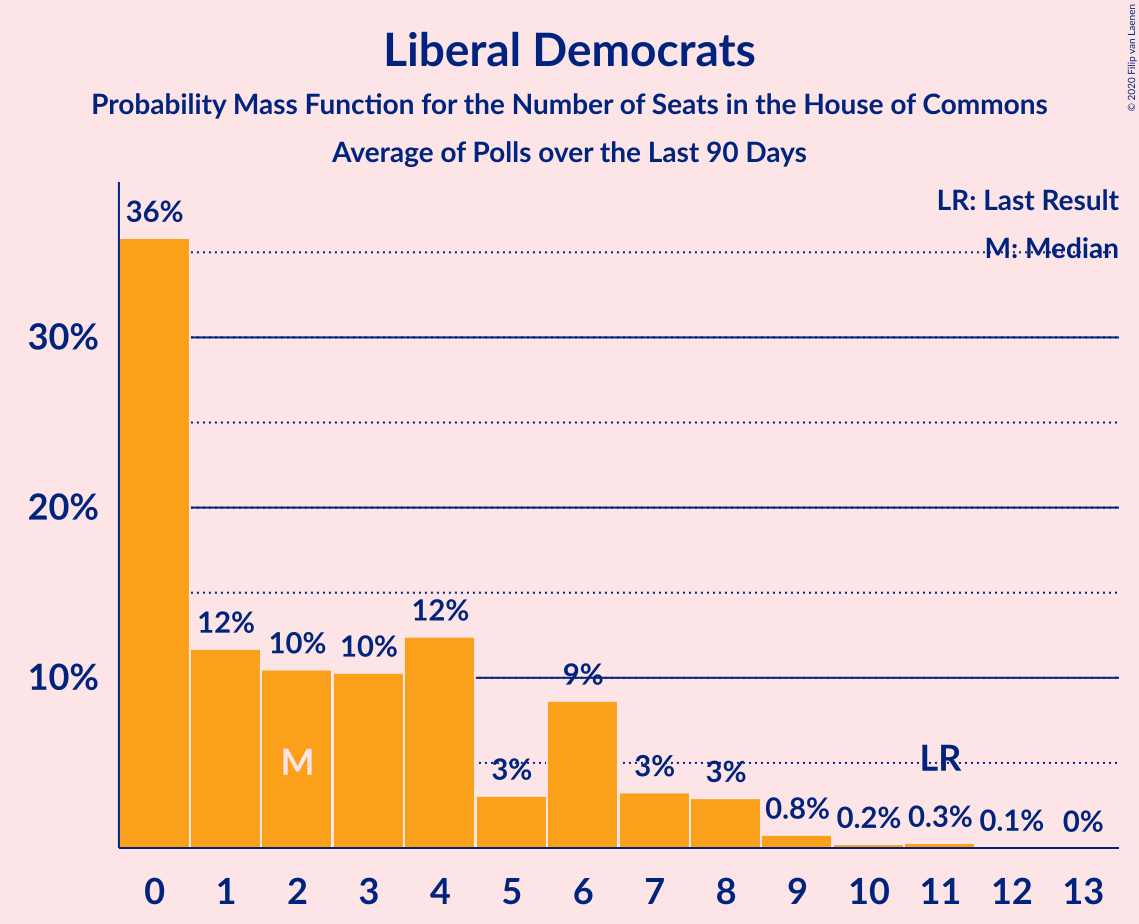 Liberal Democrats
Probability Mass Function for the Number of Seats in the House of Commons
Average of Polls over the Last 90 Days
© 2020 Filip van Laenen
LR: Last Result
M: Median
36%
30%
20%
12%
12%
10%
10%
10%
9%
M
LR
3%
3%
3%
0.8%
0.2%
0.3%
0.1%
0%
0 1 2 3 4 5 6 7 8 9 10 11 12 13